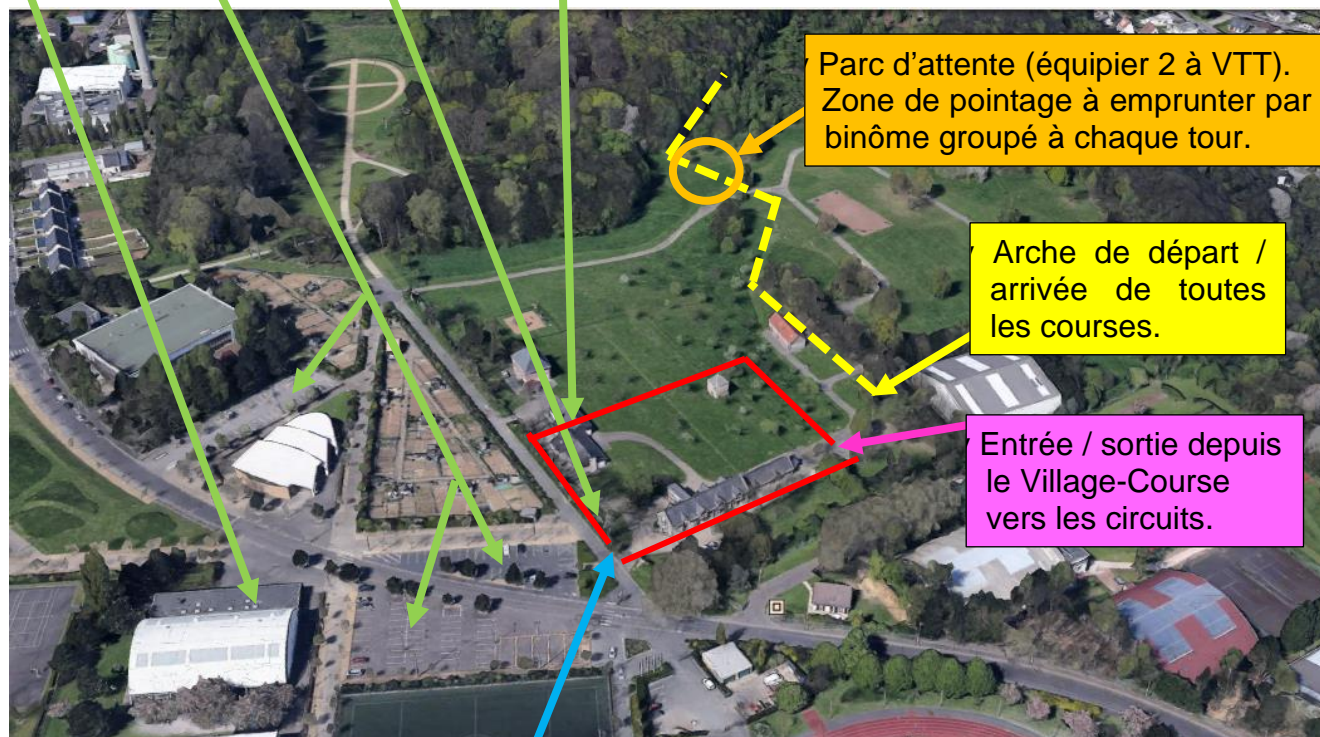 Parc d'attente (équipier 2 à VTT).
Zone de pointage à emprunter par
binôme groupé à chaque tour.
Arche de départ /
arrivée de toutes
les courses.
Entrée / sortie depuis
le Village-Course
vers les circuits.